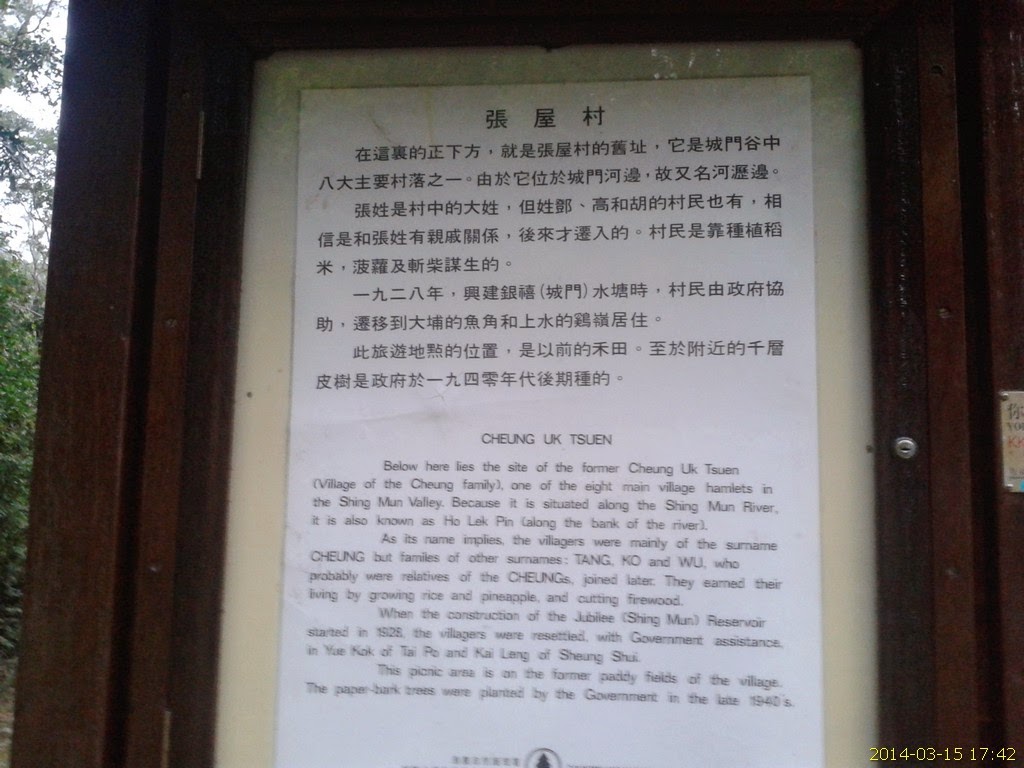 張屋村
在這裏的正下方，就是張屋村的舊址，它是城門谷中
八大主要村落之一。由於它位於城門河邊，故又名河瀝邊。
張姓是村中的大姓，但姓鄧、高和胡的村民也有，相
信是和張姓有親戚關係，後來才遷入的。村民是靠種植稻
米，菠蘿及斬柴謀生的。
一九二八年，興建銀禧(城門)水塘時，村民由政府協
助，遷移到大埔的魚角和上水的鷄嶺居住。
此旅遊地點的位置，是以前的禾田。至於附近的千層
皮樹是政府於一九四零年代後期種的。
CHEUNG UK TSUEN
Below here lies the site of the former Cheung Uk Tsuen
(Village of the Cheung family), one of the eight main village hamlets in
the Shing Mun Valley. Because it is situated along the Shing Mun River,
it is also known as Ho Lek Pin (along the bank of the river).
As its name implies, the villagers were mainly of the surname
CHEUNG but familes of other surnames: TANG, KO and WU, who
probably were relatives of the CHEUNGs, joined later. They earned their
living by growing rice and pineapple, and cutting firewood.
When the construction of the Jubilee (Shing Mun) Reservoir
started in 1928, the villagers were resettled, with Government assistance,
in Yue Kok of Tai Po and Kai Leng of Sheung Shui.
This picnic area is on the former paddy fields of the village.
The paper-bark trees were planted by the Government in the late 1940's.
2014-03-15 17:42